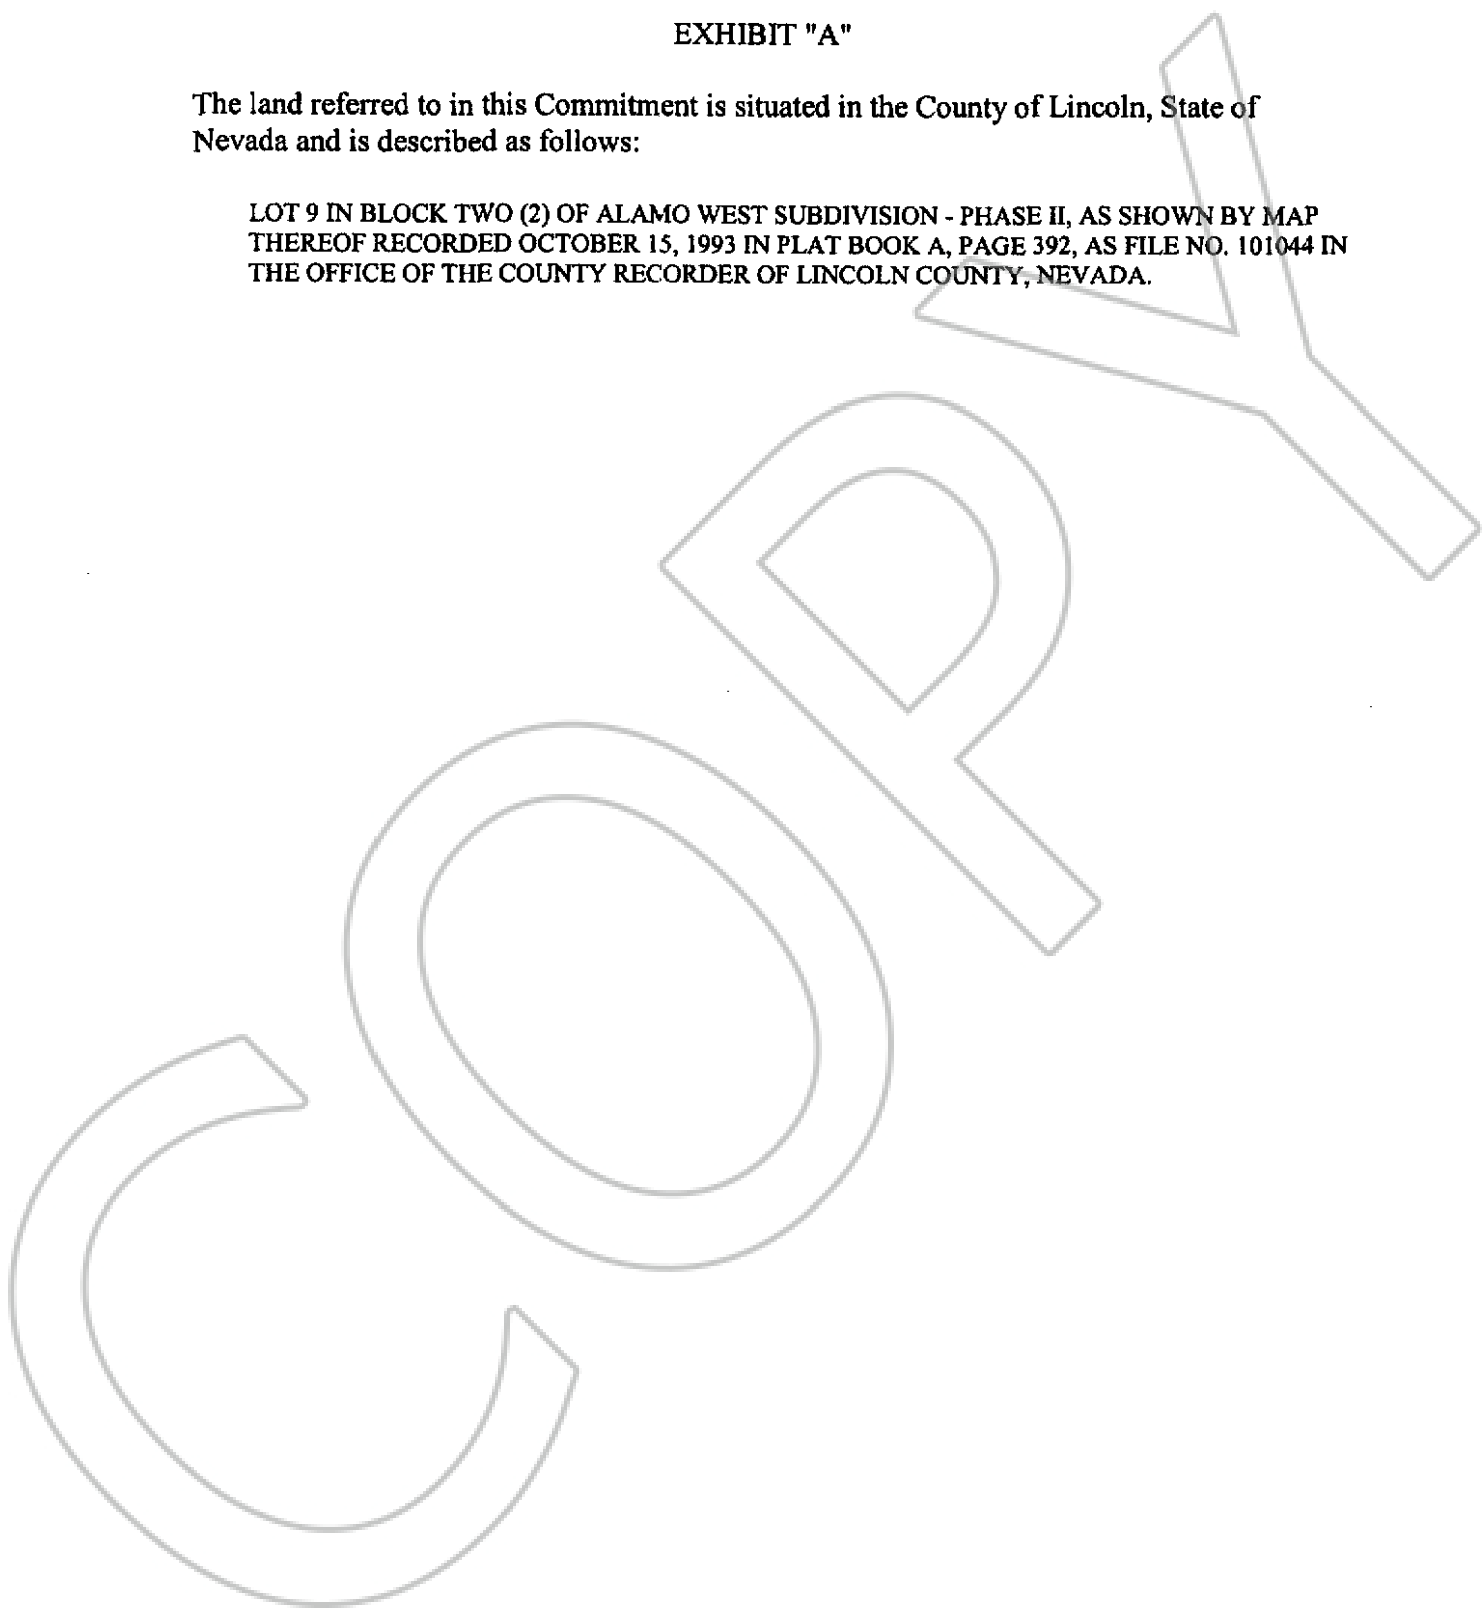 EXHIBIT "A"
The land referred to in this Commitment is situated in the County of Lincoln, State of
Nevada and is described as follows:
LOT 9 IN BLOCK TWO (2) OF ALAMO WEST SUBDIVISION - PHASE II, AS SHOWN BY MAP
THEREOF RECORDED OCTOBER 15, 1993 IN PLAT BOOK A, PAGE 392, AS FILE NO. 101044 IN
THE OFFICE OF THE COUNTY RECORDER OF LINCOLN COUNTY, NEVADA.
COPY